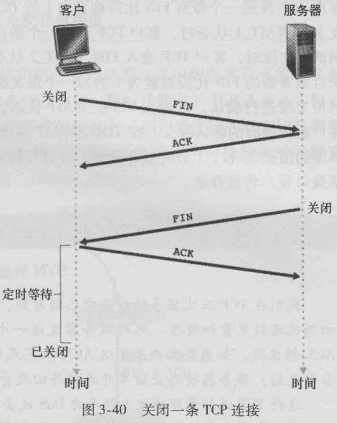 客户
服务器
关闭
FIN
ACK
关闭
FIN
ACK
定时等待
已关闭
时间
时间
图 3-40 关闭一条 TCP 连接